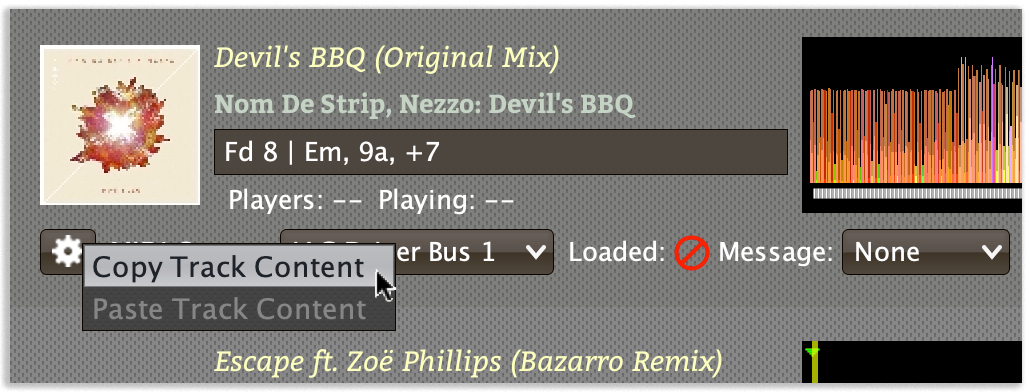 Devil's BBQ (Original Mix)
Nom De Strip, Nezzo: Devil's BBQ
Fd 8 | Em, 9a, +7
Players: -- Playing: --
er Bus 1 Loaded: Message: None
Copy Track Content
Paste Track Content
Escape ft. Zoë Phillips (Bazarro Remix)